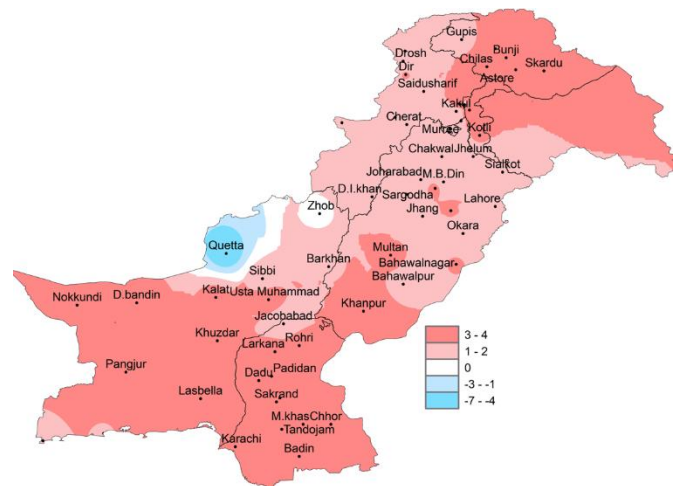 Gupis
Drosh
Bunji
Dir
Chilas
Skardu
Astore
Saidusharif
Kakul
Cherat
Murree
Kotli
Chakwal
Jhelum
Sialkot
Joharabad
M.B.Din
D.I.khan
Sargodha
Zhob
Lahore
Jhang
Okara
Quetta
Multan
Barkhan
Bahawalnagar
Sibbi
Bahawalpur
Nokkundi
D.bandin
Kalat
Usta Muhammad
Khanpur
Jacobabad
Khuzdar
Rohri
Larkana
Pangjur
Dadu
Padidan
Lasbella
Sakrand
M.khas
Chhor
Tandojam
Karachi
Badin
3 - 4
1 - 2
0
-3 - -1
-7 - -4